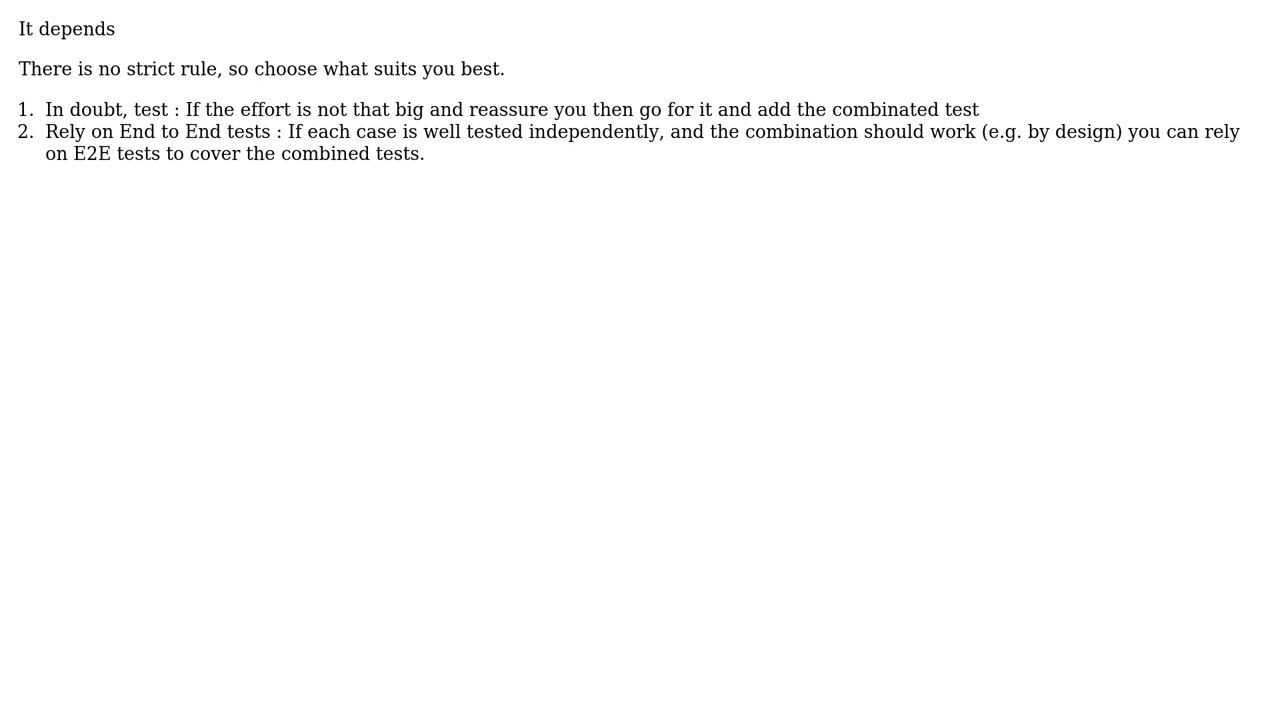 It depends
There is no strict rule, so choose what suits you best.
1. In doubt, test : If the effort is not that big and reassure you then go for it and add the combinated test
2. Rely on End to End tests : If each case is well tested independently, and the combination should work (e.g. by design) you can rely
on E2E tests to cover the combined tests.